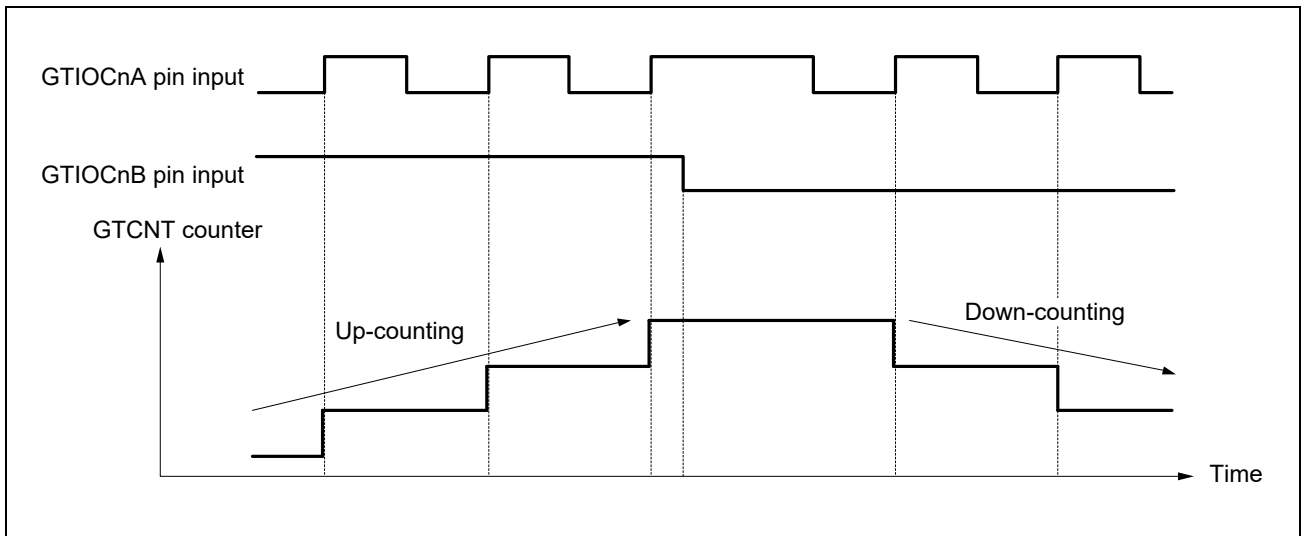 GTIOCnA pin input
GTIOCnB pin input
GTCNT counter
Up-counting
Down-counting
Time